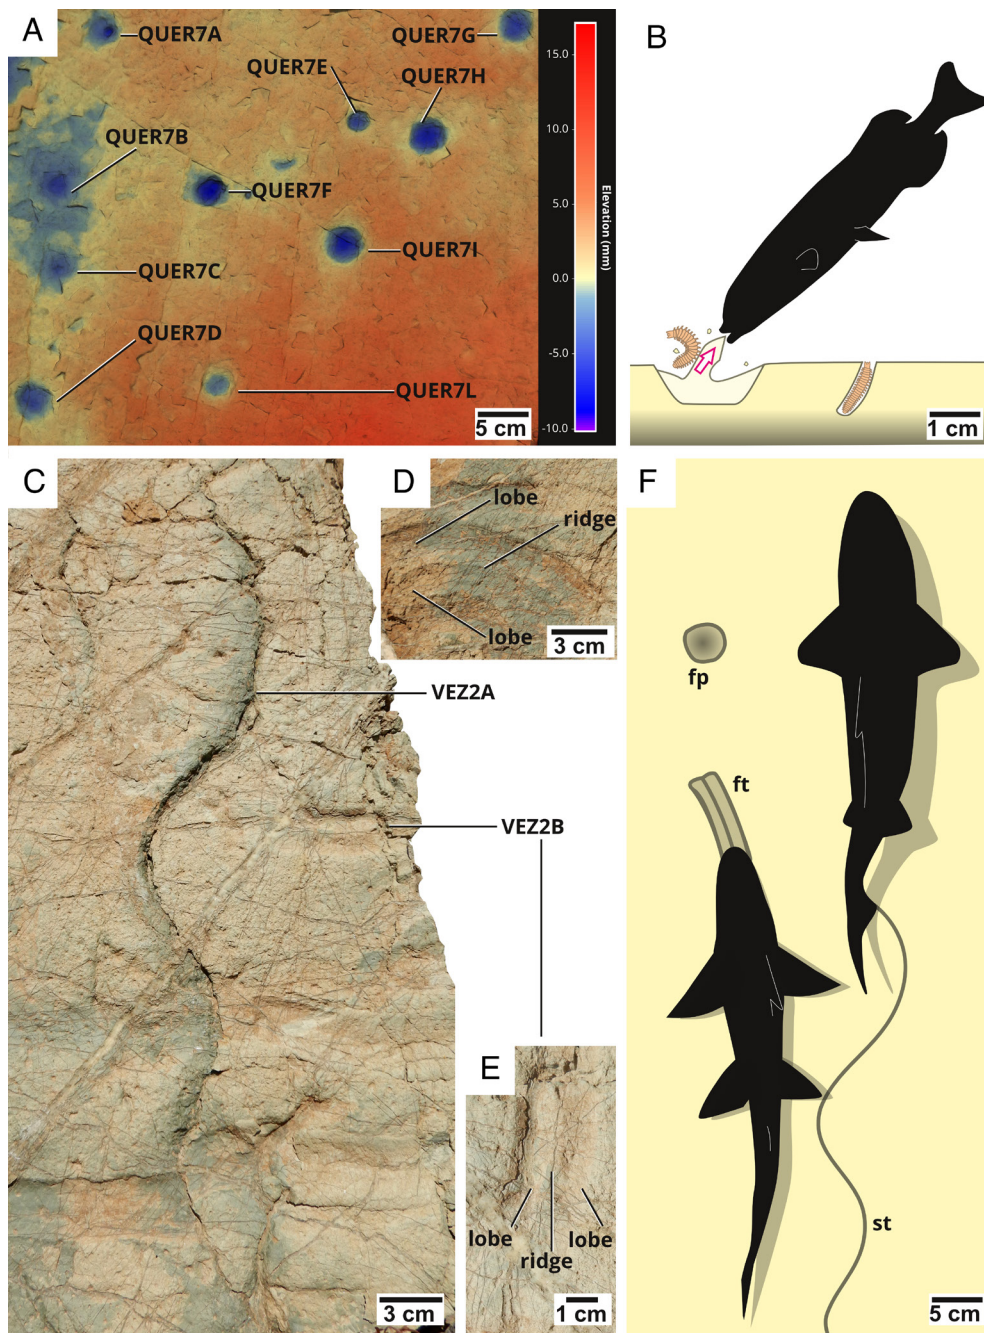 A
QUER7A
QUER7G
QUER7E
QUER7H
QUER7B
QUER7F
QUER7I
QUER7C
QUER7D
QUER7L
5 cm
15.0
10.0
5.0
0.0
-5.0
-10.0
Elevation (mm)
B
1 cm
C
VEZ2A
VEZ2B
3 cm
D
lobe
ridge
lobe
3 cm
E
lobe
ridge
lobe
1 cm
F
fp
ft
st
5 cm